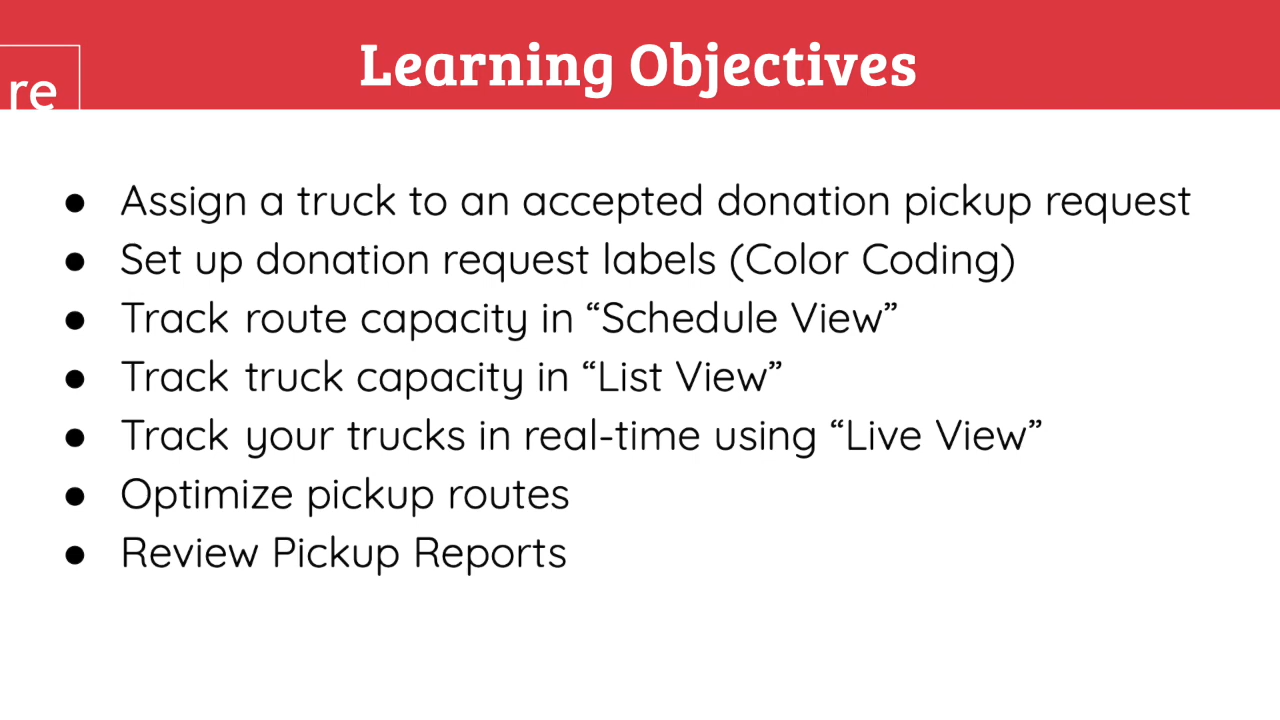 Learning Objectives
re
● Assign a truck to an accepted donation pickup request
● Set up donation request labels (Color Coding)
● Track route capacity in “Schedule View”
● Track truck capacity in “List View”
● Track your trucks in real-time using “Live View”
● Optimize pickup routes
● Review Pickup Reports